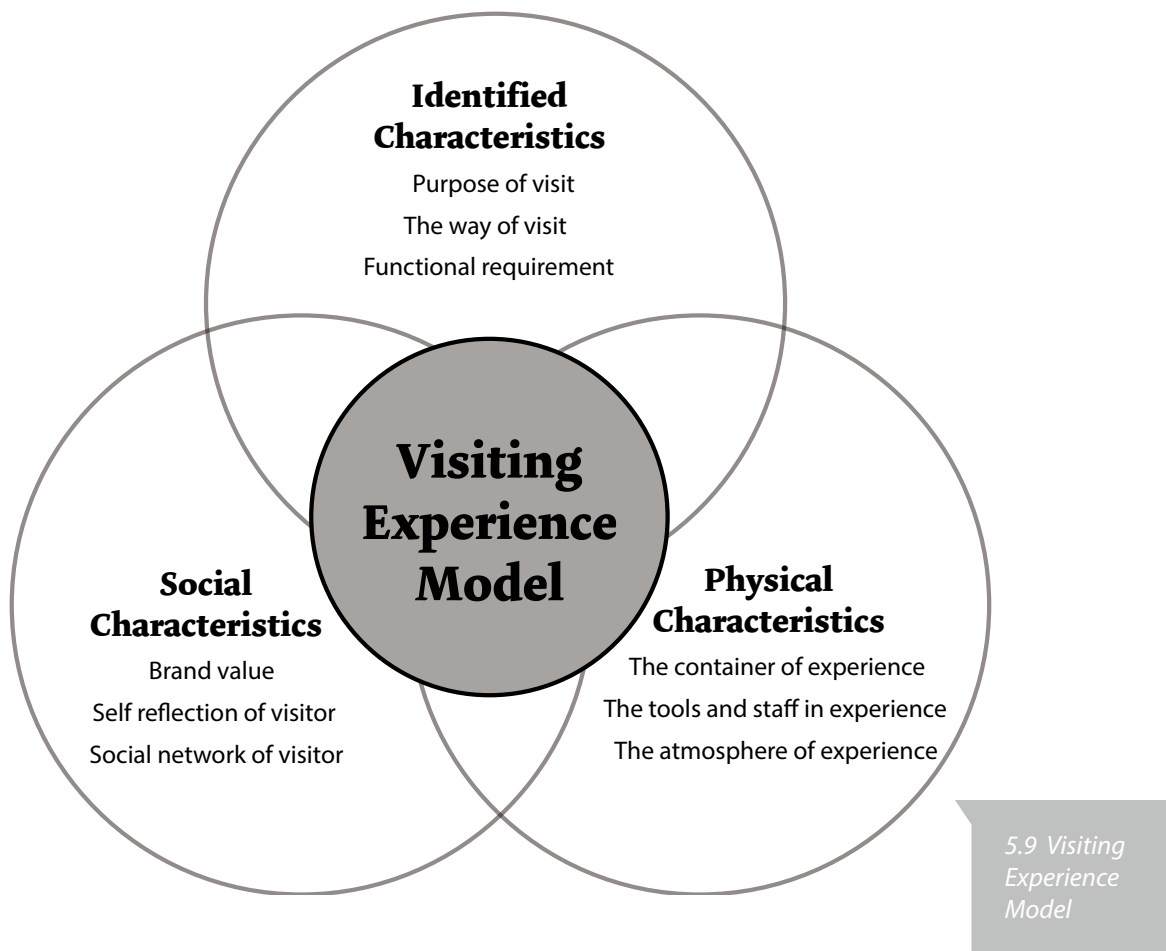 Identified
Characteristics
Purpose of visit
The way of visit
Functional requirement
Visiting
Experience
Model
Social
Characteristics
Brand value
Self reflection of visitor
Social network of visitor
Physical
Characteristics
The container of experience
The tools and staff in experience
The atmosphere of experience
5.9 Visiting
Experience
Model